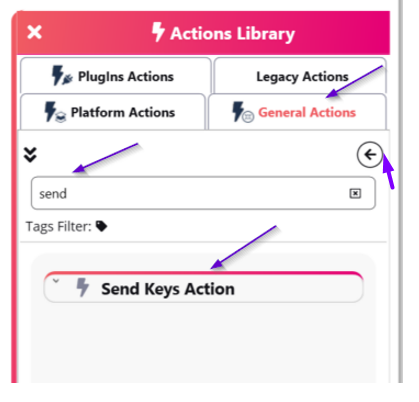 Actions Library
PlugIns Actions
Legacy Actions
Platform Actions
General Actions
send
Tags Filter:
Send Keys Action